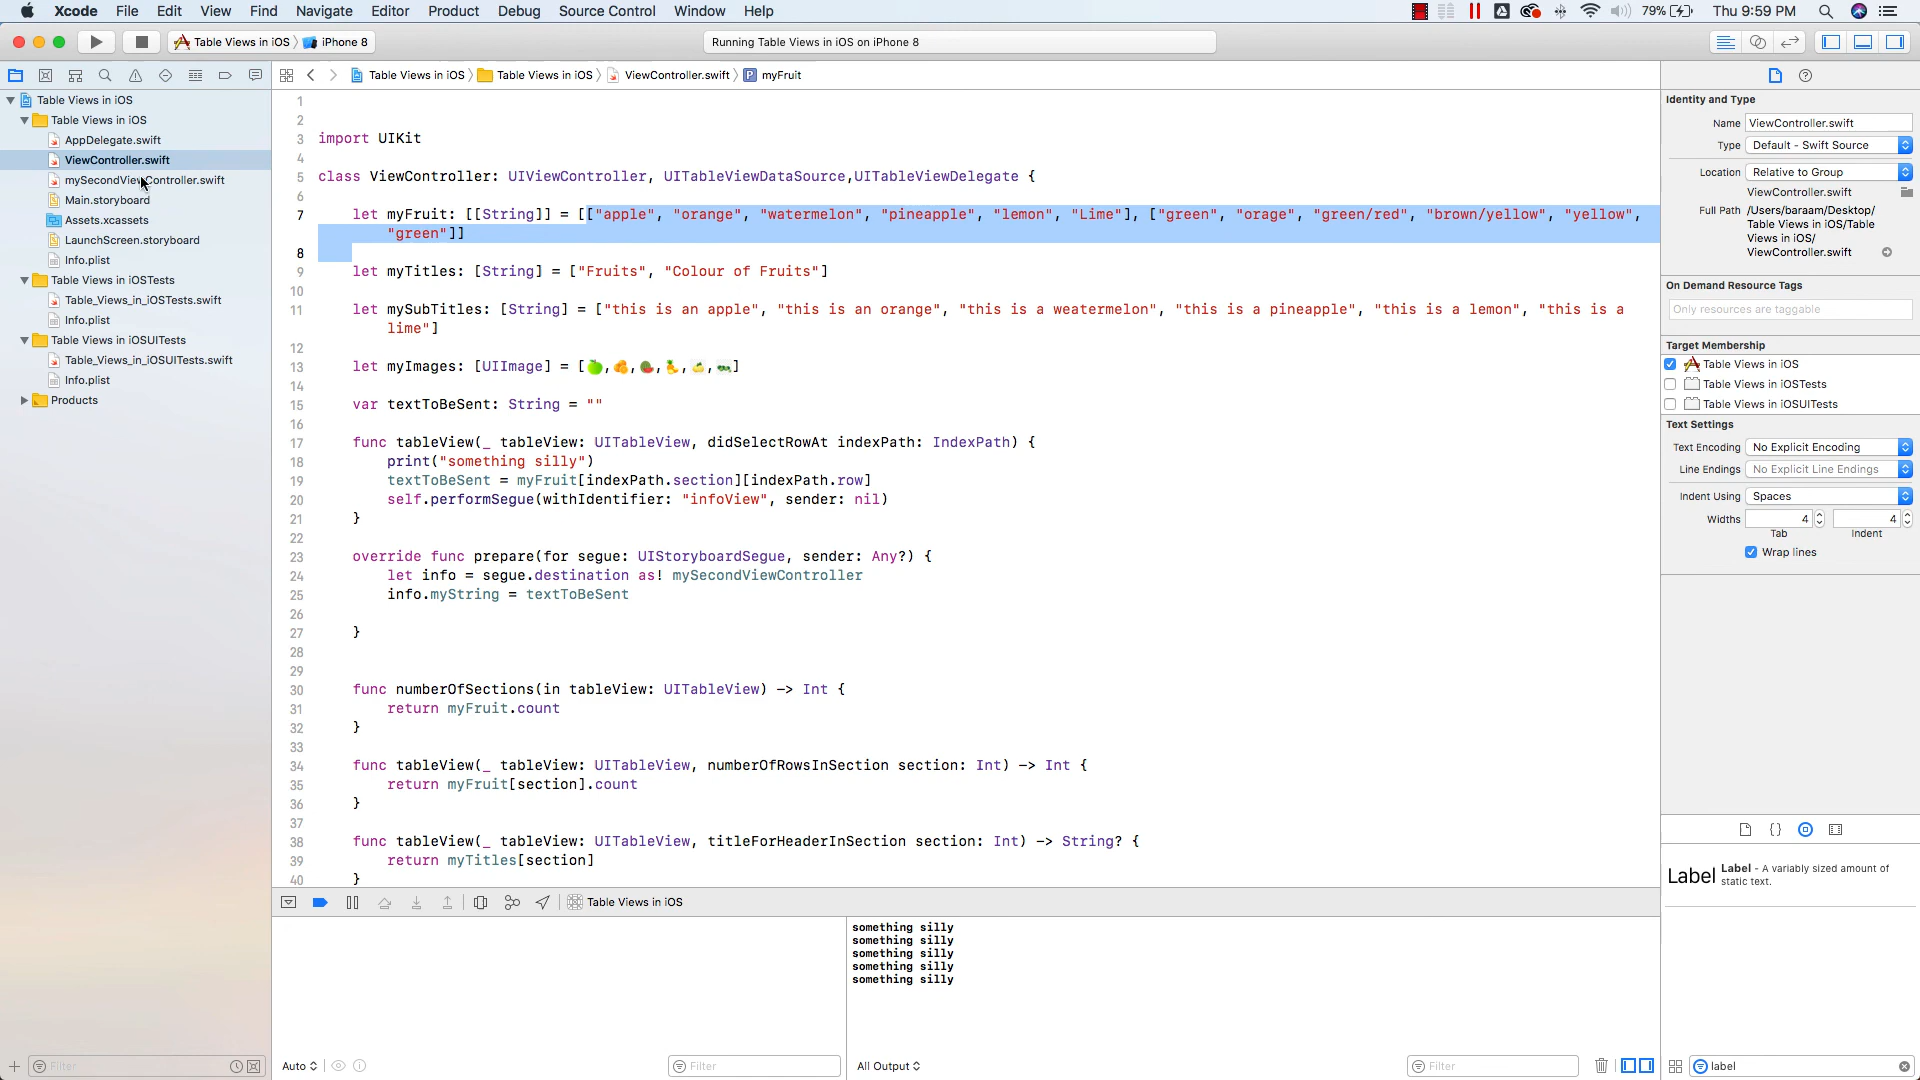 Xcode File Edit View Find Navigate Editor Product Debug Source Control Window Help 79% Thu 9:59 PM
Table Views in iOS iPhone 8 Running Table Views in iOS on iPhone 8
Table Views in iOS Table Views in iOS ViewController.swift P myFruit
Table Views in iOS
Table Views in iOS
AppDelegate.swift
ViewController.swift
mySecondViewController.swift
Main.storyboard
Assets.xcassets
LaunchScreen.storyboard
Info.plist
Table Views in iOSTests
Table_Views_in_iOSTests.swift
Info.plist
Table Views in iOSUITests
Table_Views_in_iOSUITests.swift
Info.plist
Products
Filter
1
2
3 import UIKit
4
5 class ViewController: UIViewController, UITableViewDataSource,UITableViewDelegate {
6
7 let myFruit: [[String]] = [["apple", "orange", "watermelon", "pineapple", "lemon", "Lime"], ["green", "orage", "green/red", "brown/yellow", "yellow",
"green"]]
8
9 let myTitles: [String] = ["Fruits", "Colour of Fruits"]
10
11 let mySubTitles: [String] = ["this is an apple", "this is an orange", "this is a weatermelon", "this is a pineapple", "this is a lemon", "this is a
lime"]
12
13 let myImages: [UIImage] = [🍏,🍊,🍉,🍍,🍋,🍈]
14
15 var textToBeSent: String = ""
16
17 func tableView(_ tableView: UITableView, didSelectRowAt indexPath: IndexPath) {
18 print("something silly")
19 textToBeSent = myFruit[indexPath.section][indexPath.row]
20 self.performSegue(withIdentifier: "infoView", sender: nil)
21 }
22
23 override func prepare(for segue: UIStoryboardSegue, sender: Any?) {
24 let info = segue.destination as! mySecondViewController
25 info.myString = textToBeSent
26
27 }
28
29
30 func numberOfSections(in tableView: UITableView) -> Int {
31 return myFruit.count
32 }
33
34 func tableView(_ tableView: UITableView, numberOfRowsInSection section: Int) -> Int {
35 return myFruit[section].count
36 }
37
38 func tableView(_ tableView: UITableView, titleForHeaderInSection section: Int) -> String? {
39 return myTitles[section]
40 }
Table Views in iOS
something silly
something silly
something silly
something silly
something silly
Auto Filter All Output Filter
Identity and Type
Name ViewController.swift
Type Default - Swift Source
Location Relative to Group
ViewController.swift
Full Path /Users/baraam/Desktop/
Table Views in iOS/Table
Views in iOS/
ViewController.swift
On Demand Resource Tags
Only resources are taggable
Target Membership
Table Views in iOS
Table Views in iOSTests
Table Views in iOSUITests
Text Settings
Text Encoding No Explicit Encoding
Line Endings No Explicit Line Endings
Indent Using Spaces
Widths 4 4
Tab Indent
Wrap lines
{}
Label Label - A variably sized amount of
static text.
label